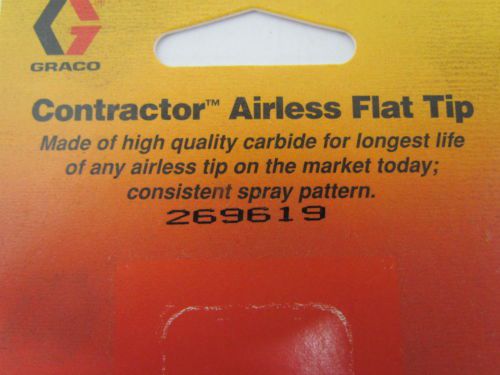 GRACO
Contractor™ Airless Flat Tip
Made of high quality carbide for longest life
of any airless tip on the market today;
consistent spray pattern.
269619